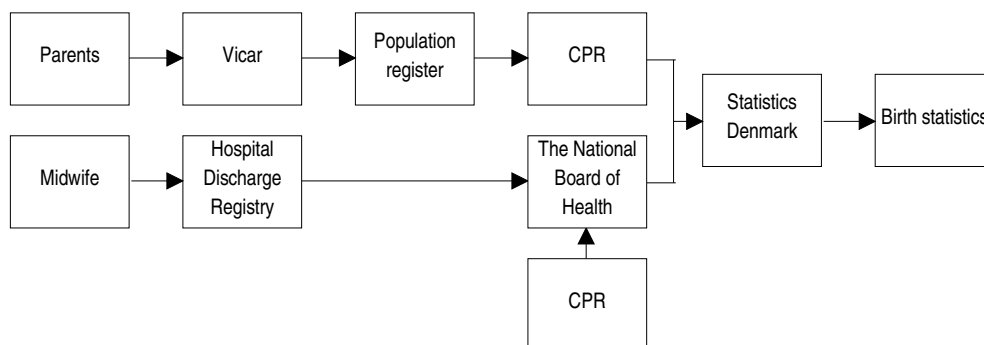 Parents
Vicar
Population
register
CPR
Statistics
Denmark
Birth statistics
Midwife
Hospital
Discharge
Registry
The National
Board of
Health
CPR